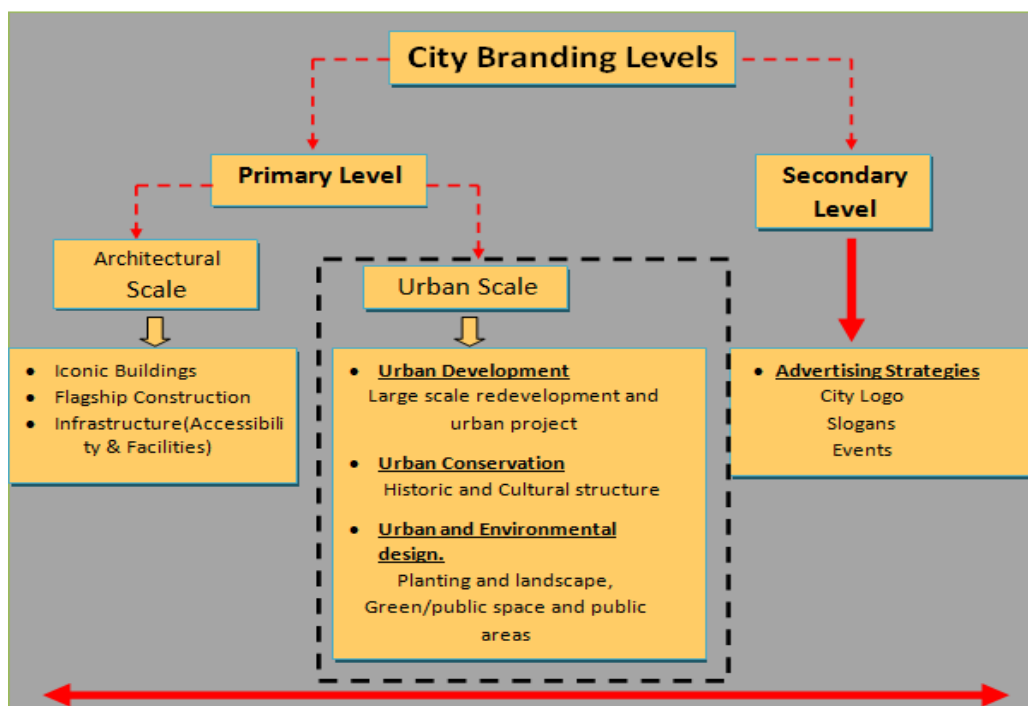 City Branding Levels
Primary Level
Secondary
Level
Architectural
Scale
Urban Scale
• Iconic Buildings
• Flagship Construction
• Infrastructure(Accessibili
ty & Facilities)
• Urban Development
Large scale redevelopment and
urban project
• Urban Conservation
Historic and Cultural structure
• Urban and Environmental
design.
Planting and landscape,
Green/public space and public
areas
• Advertising Strategies
City Logo
Slogans
Events